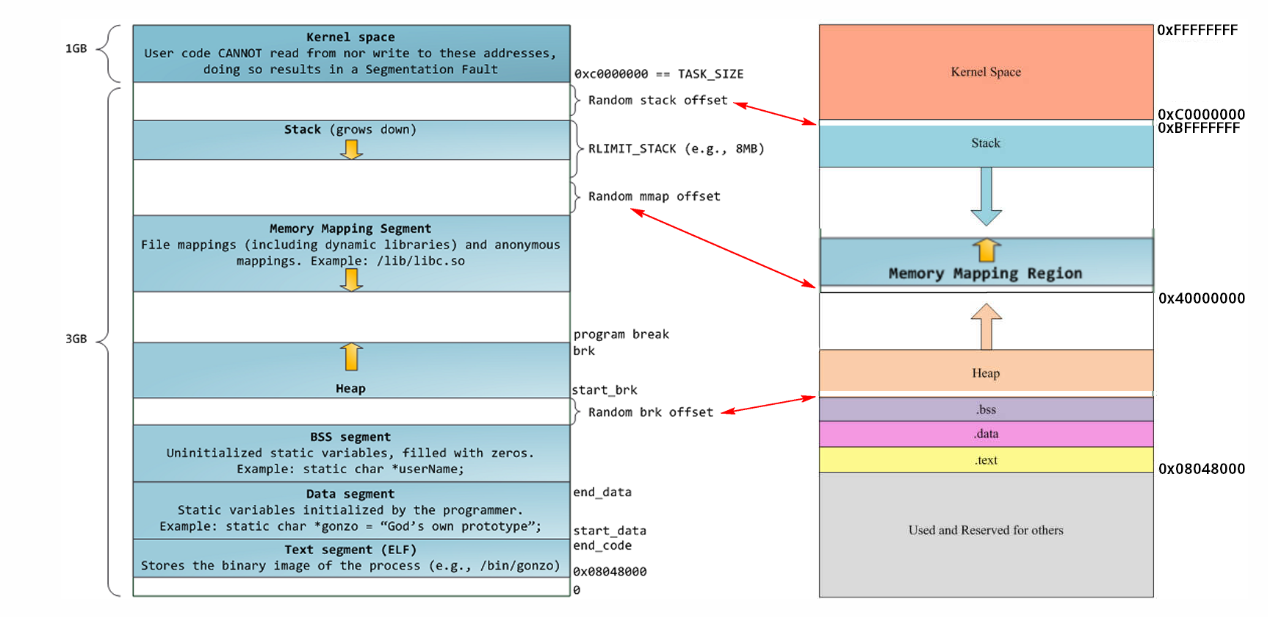 1GB
Kernel space
User code CANNOT read from nor write to these addresses,
doing so results in a Segmentation Fault
0xc0000000 == TASK_SIZE
Random stack offset
Stack (grows down)
RLIMIT_STACK (e.g., 8MB)
Random mmap offset
Memory Mapping Segment
File mappings (including dynamic libraries) and anonymous
mappings. Example: /lib/libc.so
3GB
program break
brk
Heap
start_brk
Random brk offset
BSS segment
Uninitialized static variables, filled with zeros.
Example: static char *userName;
Data segment
Static variables initialized by the programmer.
Example: static char *gonzo = “God’s own prototype”;
end_data
start_data
end_code
Text segment (ELF)
Stores the binary image of the process (e.g., /bin/gonzo)
0x08048000
0
0xFFFFFFFF
Kernel Space
0xC0000000
0xBFFFFFFF
Stack
Memory Mapping Region
0x40000000
Heap
.bss
.data
.text
0x08048000
Used and Reserved for others